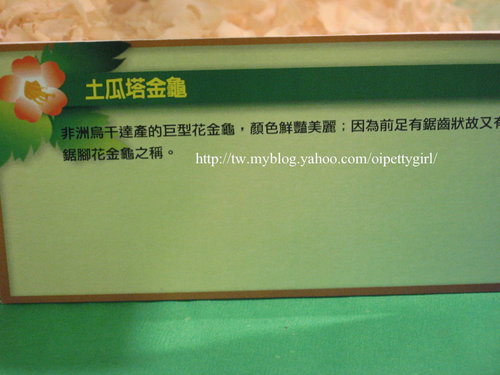 土瓜塔金龜
非洲烏干達產的巨型花金龜，顏色鮮豔美麗；因為前足有鋸齒狀故又有
鋸腳花金龜之稱。
http://tw.myblog.yahoo.com/oipettygirl/